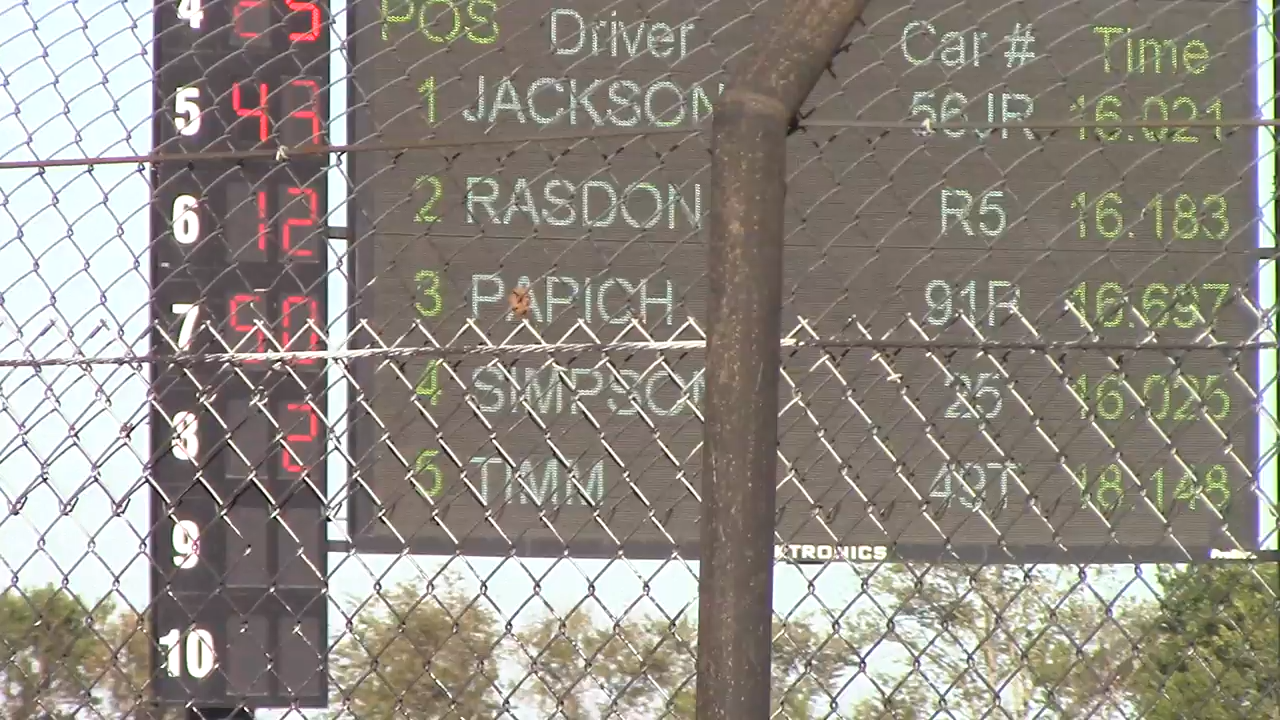 POS Driver Car # Time
1 JACKSON 56JR 16.021
2 RASDON R5 16.183
3 PAPICH 91R 16.697
4 SIMPSON 25 16.025
5 TIMM 49T 18.148
KTRONICS
4 25
5 47
6 12
7 50
8 2
9
10